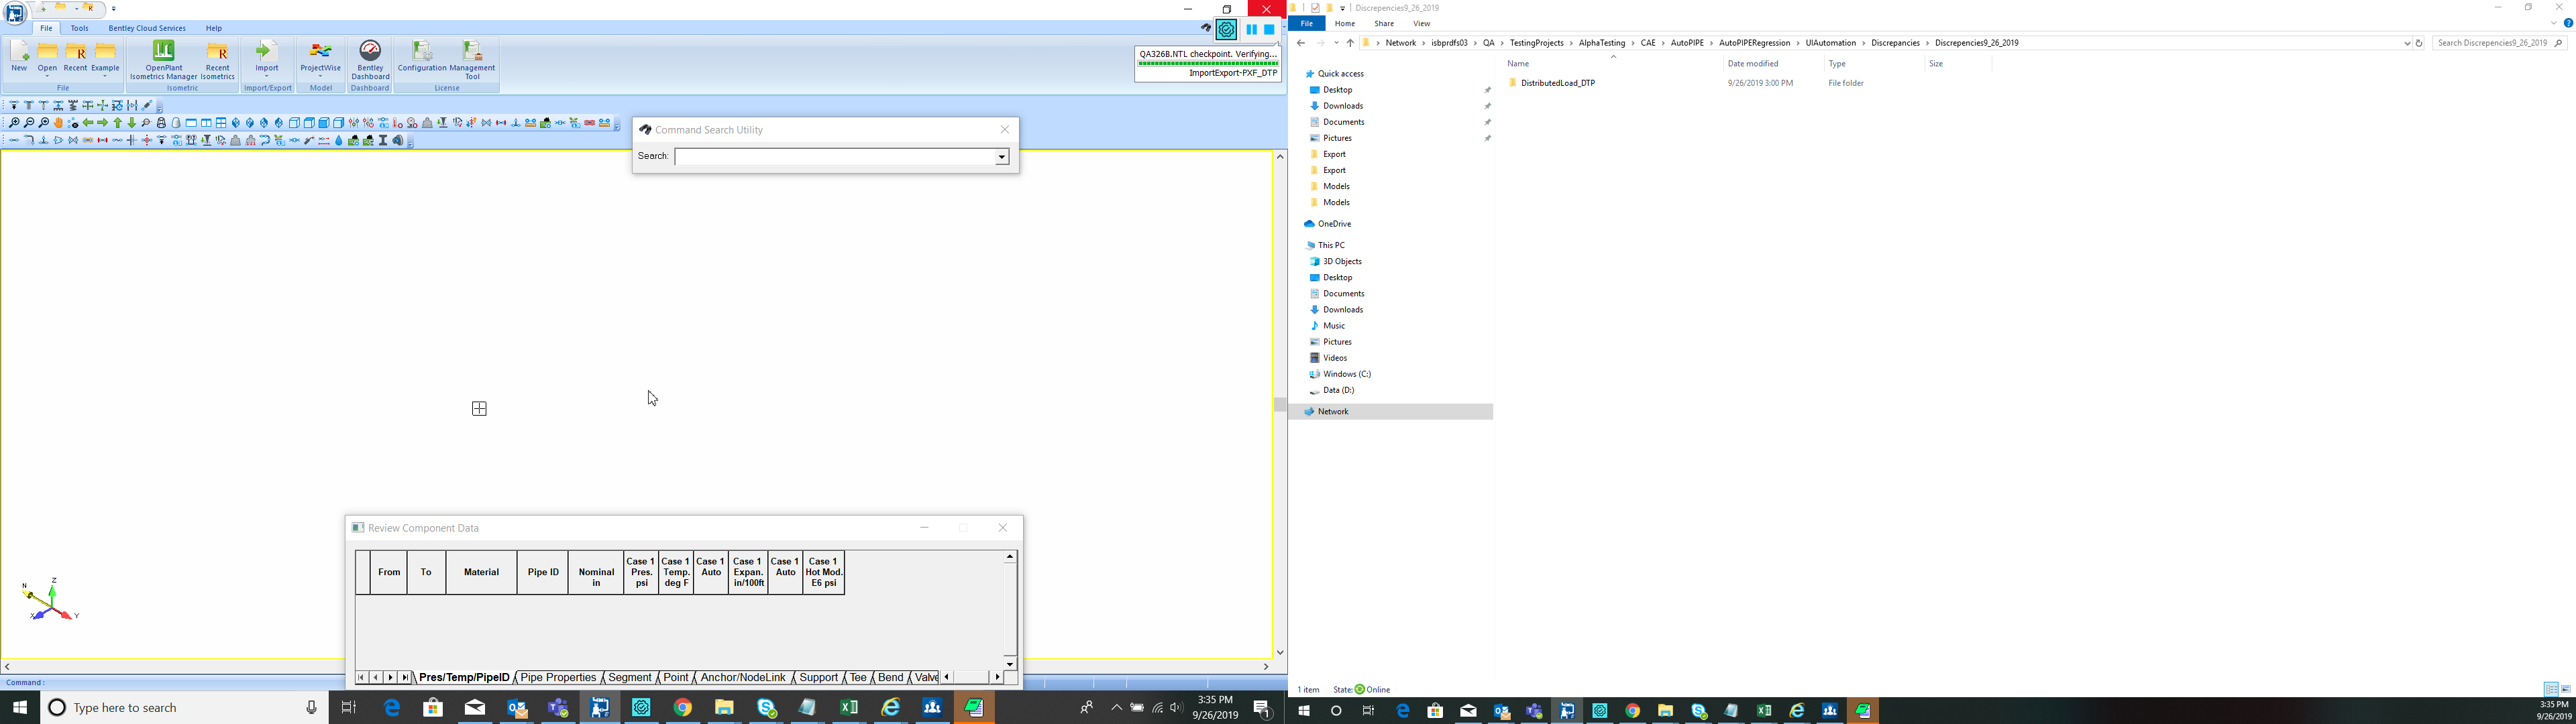 File Tools Bentley Cloud Services Help
New Open Recent Example OpenPlant Isometrics Manager Recent Isometrics Import ProjectWise Bentley Dashboard Configuration Management Tool
File Isometric Import/Export Model Dashboard License
QA326B.NTL checkpoint. Verifying...
ImportExport-PXF_DTP
Command Search Utility
Search:
N Z
X Y
Review Component Data
From To Material Pipe ID Nominal in Case 1 Pres. psi Case 1 Temp. deg F Case 1 Auto Case 1 Expan. in/100ft Case 1 Auto Case 1 Hot Mod. E6 psi
Pres/Temp/PipeID Pipe Properties Segment Point Anchor/NodeLink Support Tee Bend Valve
Command :
Type here to search
3:35 PM
9/26/2019
1
Discrepencies9_26_2019
File Home Share View
Network isbprdfs03 QA TestingProjects AlphaTesting CAE AutoPIPE AutoPIPERegression UIAutomation Discrepancies Discrepencies9_26_2019
Search Discrepencies9_26_2019
Name Date modified Type Size
DistributedLoad_DTP 9/26/2019 3:00 PM File folder
Quick access
Desktop
Downloads
Documents
Pictures
Export
Export
Models
Models
OneDrive
This PC
3D Objects
Desktop
Documents
Downloads
Music
Pictures
Videos
Windows (C:)
Data (D:)
Network
1 item State: Online
3:35 PM
9/26/2019